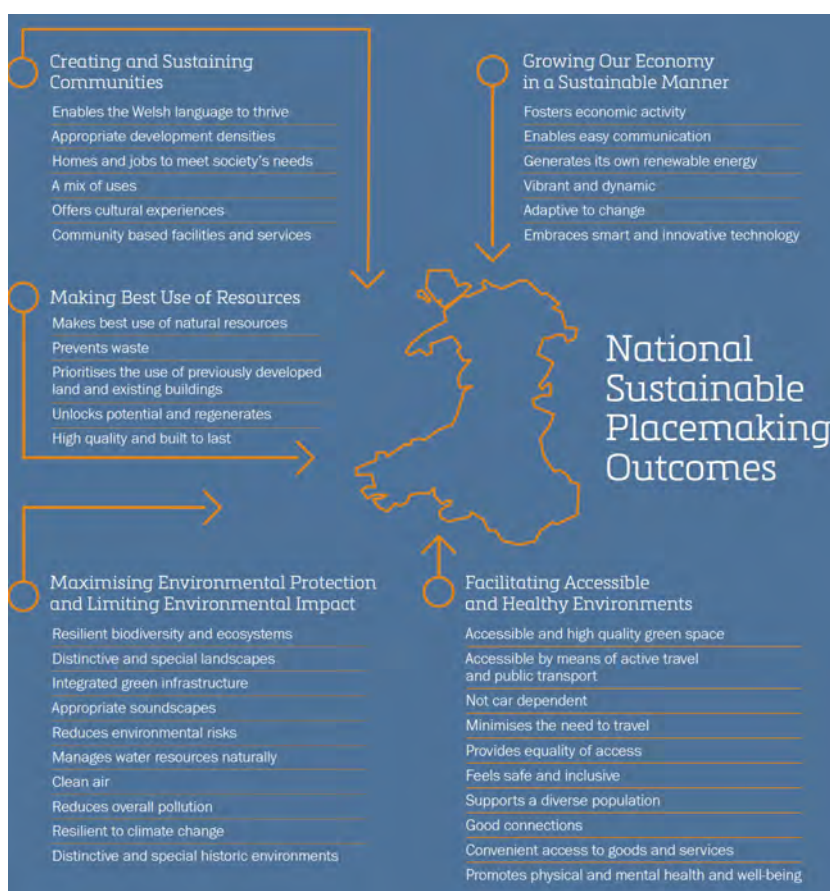 Creating and Sustaining
Communities
Enables the Welsh language to thrive
Appropriate development densities
Homes and jobs to meet society's needs
A mix of uses
Offers cultural experiences
Community based facilities and services
Growing Our Economy
in a Sustainable Manner
Fosters economic activity
Enables easy communication
Generates its own renewable energy
Vibrant and dynamic
Adaptive to change
Embraces smart and innovative technology
Making Best Use of Resources
Makes best use of natural resources
Prevents waste
Prioritises the use of previously developed
land and existing buildings
Unlocks potential and regenerates
High quality and built to last
National
Sustainable
Placemaking
Outcomes
Maximising Environmental Protection
and Limiting Environmental Impact
Resilient biodiversity and ecosystems
Distinctive and special landscapes
Integrated green infrastructure
Appropriate soundscapes
Reduces environmental risks
Manages water resources naturally
Clean air
Reduces overall pollution
Resilient to climate change
Distinctive and special historic environments
Facilitating Accessible
and Healthy Environments
Accessible and high quality green space
Accessible by means of active travel
and public transport
Not car dependent
Minimises the need to travel
Provides equality of access
Feels safe and inclusive
Supports a diverse population
Good connections
Convenient access to goods and services
Promotes physical and mental health and well-being